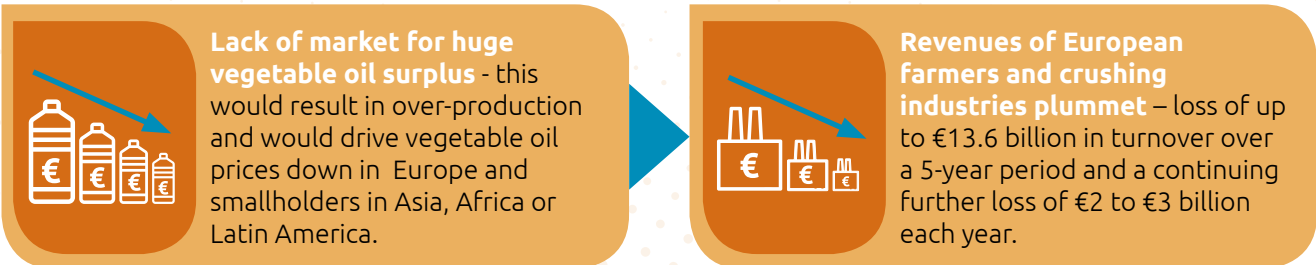 Lack of market for huge
vegetable oil surplus - this
would result in over-production
and would drive vegetable oil
prices down in  Europe and
smallholders in Asia, Africa or
Latin America.
€
€
€
€
Revenues of European
farmers and crushing
industries plummet – loss of up
to €13.6 billion in turnover over
a 5-year period and a continuing
further loss of €2 to €3 billion
each year.
€
€
€